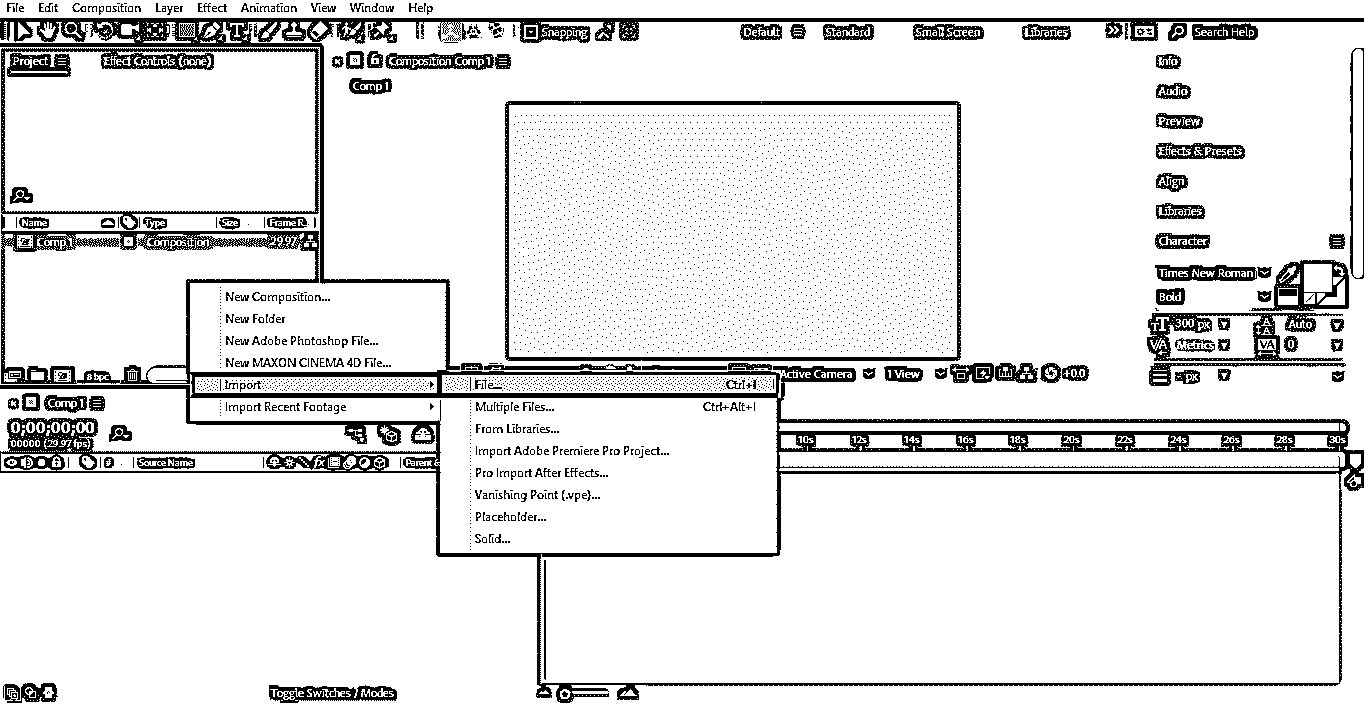 File Edit Composition Layer Effect Animation View Window Help
Snapping Default Standard Small Screen Libraries Search Help
Project Effect Controls (none)
Composition Comp 1
Comp 1
Info
Audio
Preview
Effects & Presets
Align
Libraries
Character
Times New Roman
Bold
300 px Auto
Metrics 0
- px
Name Type Size Frame R..
Comp 1 Composition 29.97
New Composition...
New Folder
New Adobe Photoshop File...
New MAXON CINEMA 4D File...
Import
Import Recent Footage
File... Ctrl+I
Multiple Files... Ctrl+Alt+I
From Libraries...
Import Adobe Premiere Pro Project...
Pro Import After Effects...
Vanishing Point (.vpe)...
Placeholder...
Solid...
8 bpc
Active Camera 1 View +0.0
Comp 1
0;00;00;00
00000 (29.97 fps)
10s 12s 14s 16s 18s 20s 22s 24s 26s 28s 30s
# Source Name Parent
Toggle Switches / Modes